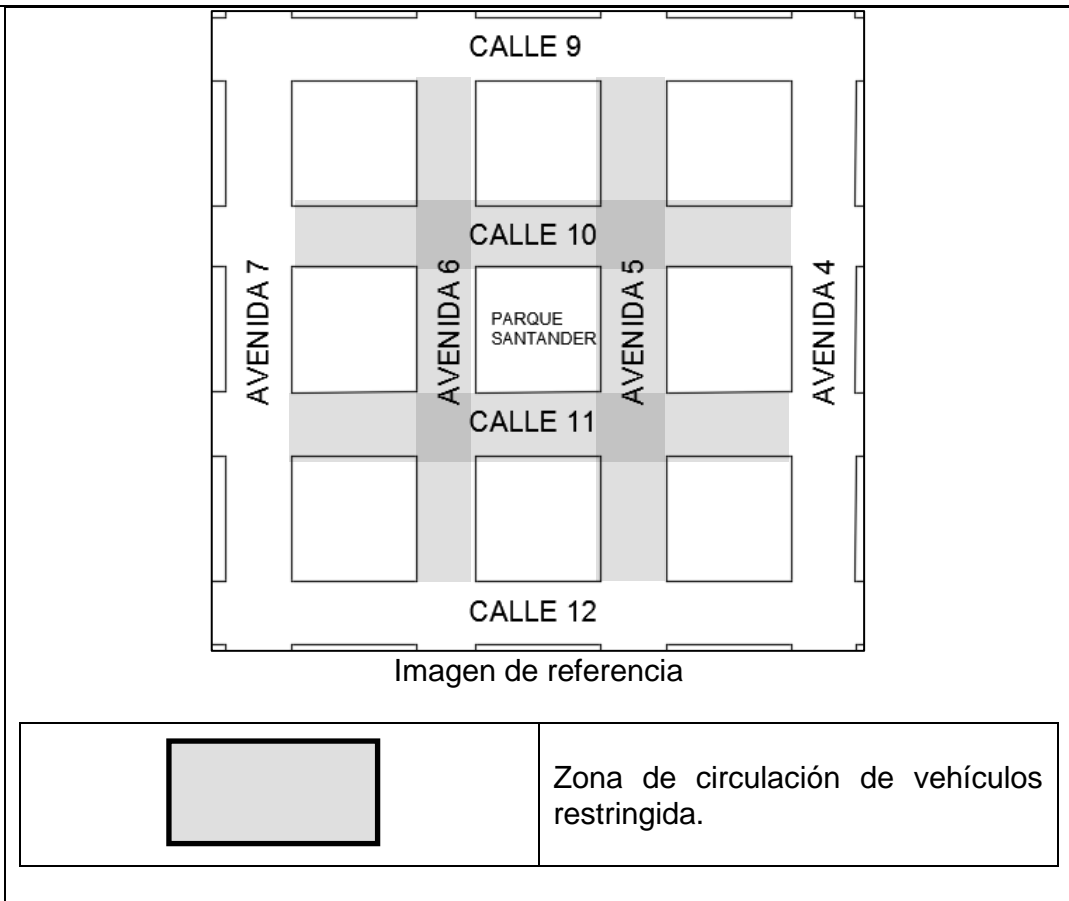 CALLE 9
CALLE 10
AVENIDA 7
AVENIDA 6
PARQUE
SANTANDER
AVENIDA 5
AVENIDA 4
CALLE 11
CALLE 12
Imagen de referencia
Zona de circulación de vehículos
restringida.